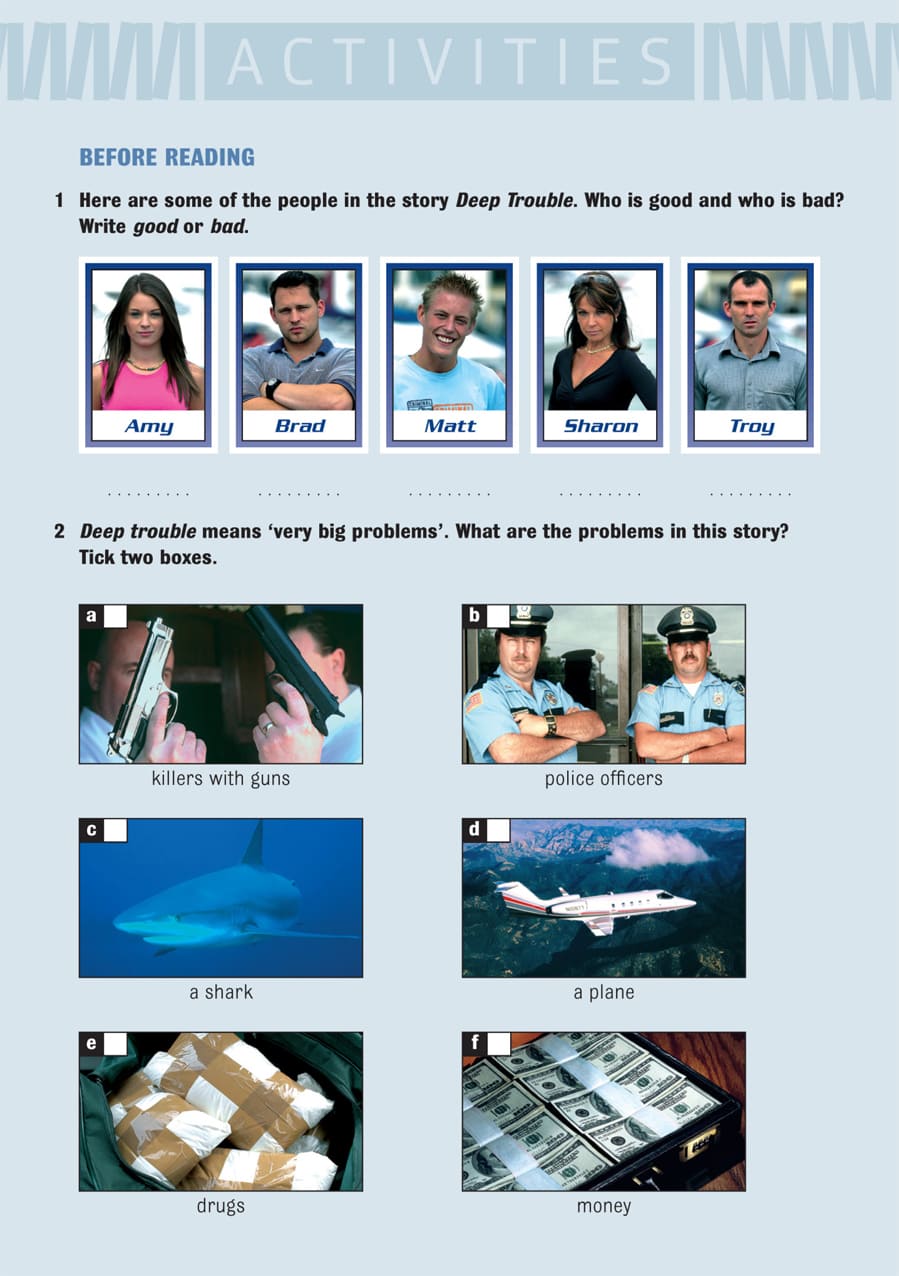 ACTIVITIES
BEFORE READING
1 Here are some of the people in the story Deep Trouble. Who is good and who is bad?
Write good or bad.
Amy
Brad
Matt
Sharon
Troy
. . . . . . . . . . . . . . . . . . . . . . . . . . . . . . . . . . . . . . . . . . . . .
2 Deep trouble means ‘very big problems’. What are the problems in this story?
Tick two boxes.
a
b
killers with guns
police officers
c
d
a shark
a plane
e
f
drugs
money